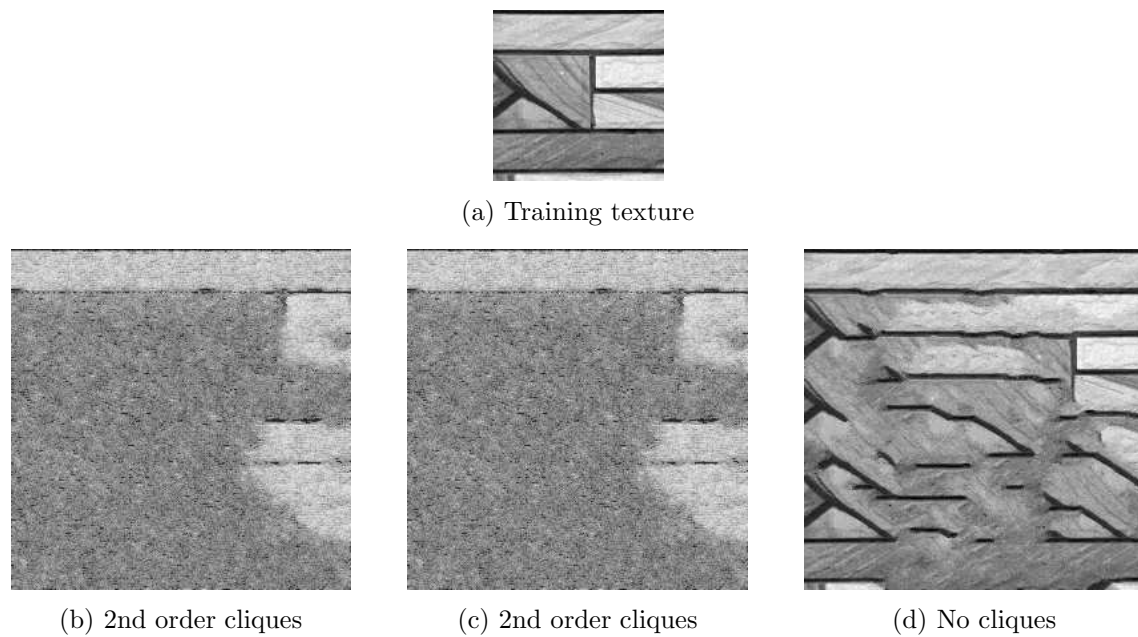 (a) Training texture
(b) 2nd order cliques
(c) 2nd order cliques
(d) No cliques